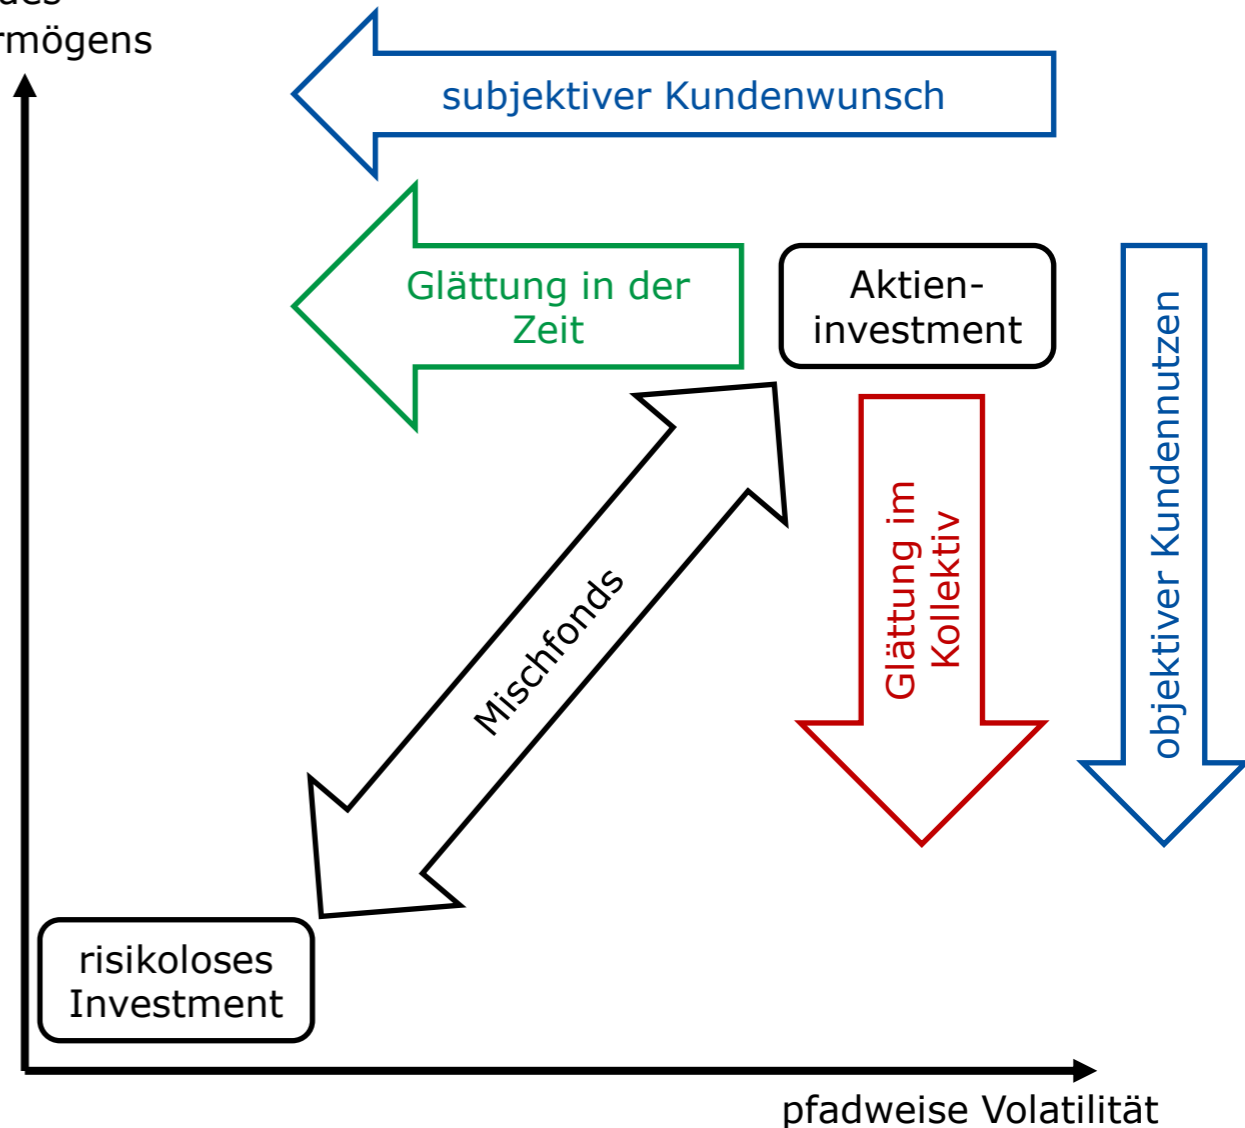 des
rmögens
subjektiver Kundenwunsch
Glättung in der
Zeit
Aktien-
investment
objektiver Kundennutzen
Glättung im
Kollektiv
Mischfonds
risikoloses
Investment
pfadweise Volatilität